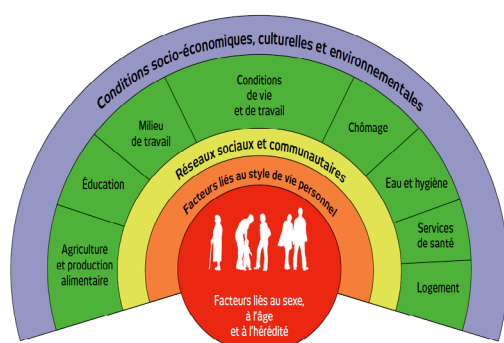 Conditions socio-économiques, culturelles et environnementales
Conditions
de vie
et de travail
Milieu
de travail
Chômage
Éducation
Eau et hygiène
Agriculture
et production
alimentaire
Services
de santé
Logement
Réseaux sociaux et communautaires
Facteurs liés au style de vie personnel
Facteurs liés au sexe,
à l'âge
et à l'hérédité